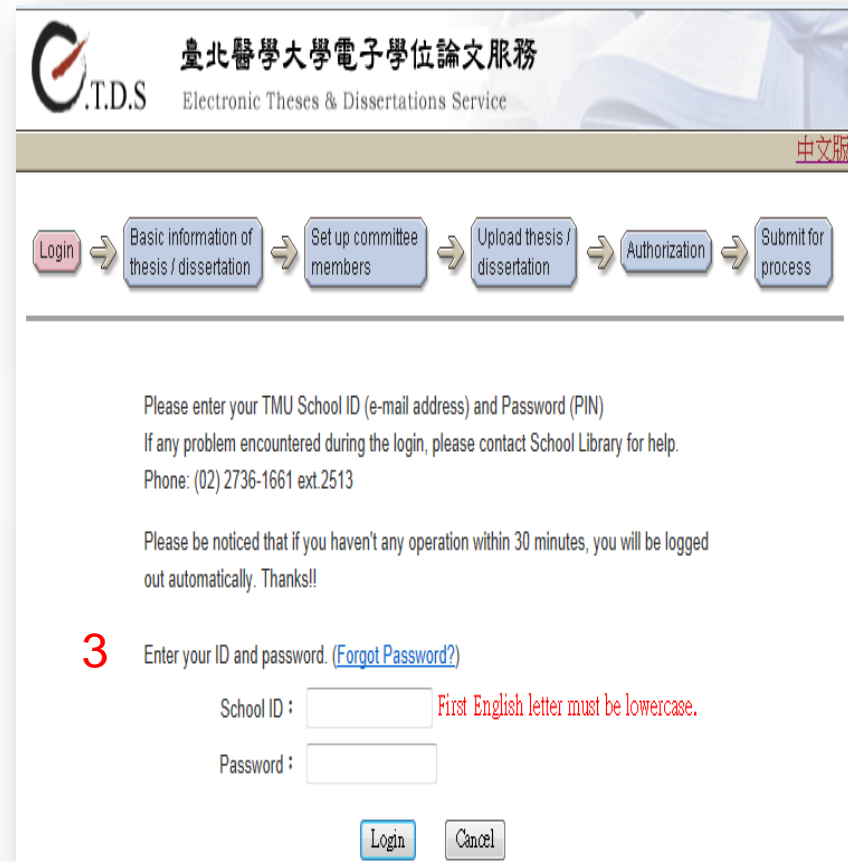 臺北醫學大學電子學位論文服務
.T.D.S
Electronic Theses & Dissertations Service
中文版
Login
Basic information of
thesis / dissertation
Set up committee
members
Upload thesis /
dissertation
Authorization
Submit for
process
Please enter your TMU School ID (e-mail address) and Password (PIN)
If any problem encountered during the login, please contact School Library for help.
Phone: (02) 2736-1661 ext.2513
Please be noticed that if you haven't any operation within 30 minutes, you will be logged
out automatically. Thanks!!
3 Enter your ID and password. (Forgot Password?)
School ID： First English letter must be lowercase.
Password：
Login Cancel